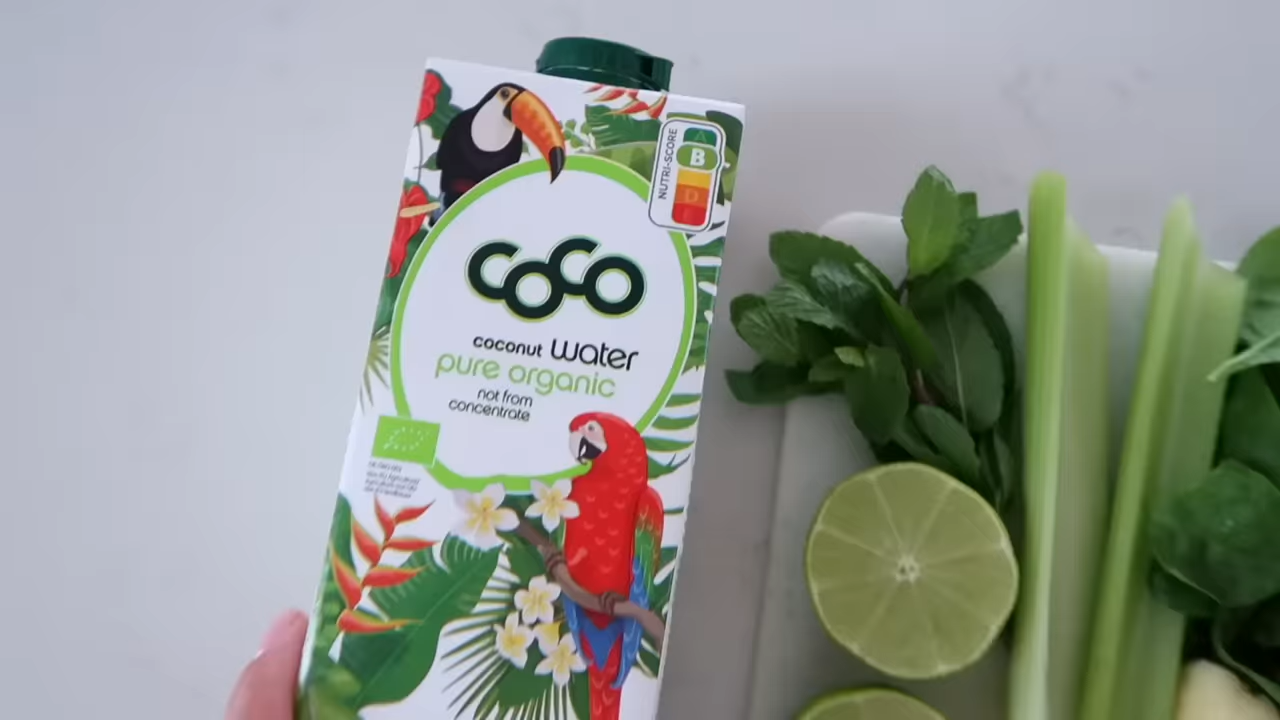 NUTRI-SCORE
A
B
D
coco
coconut water
pure organic
not from
concentrate